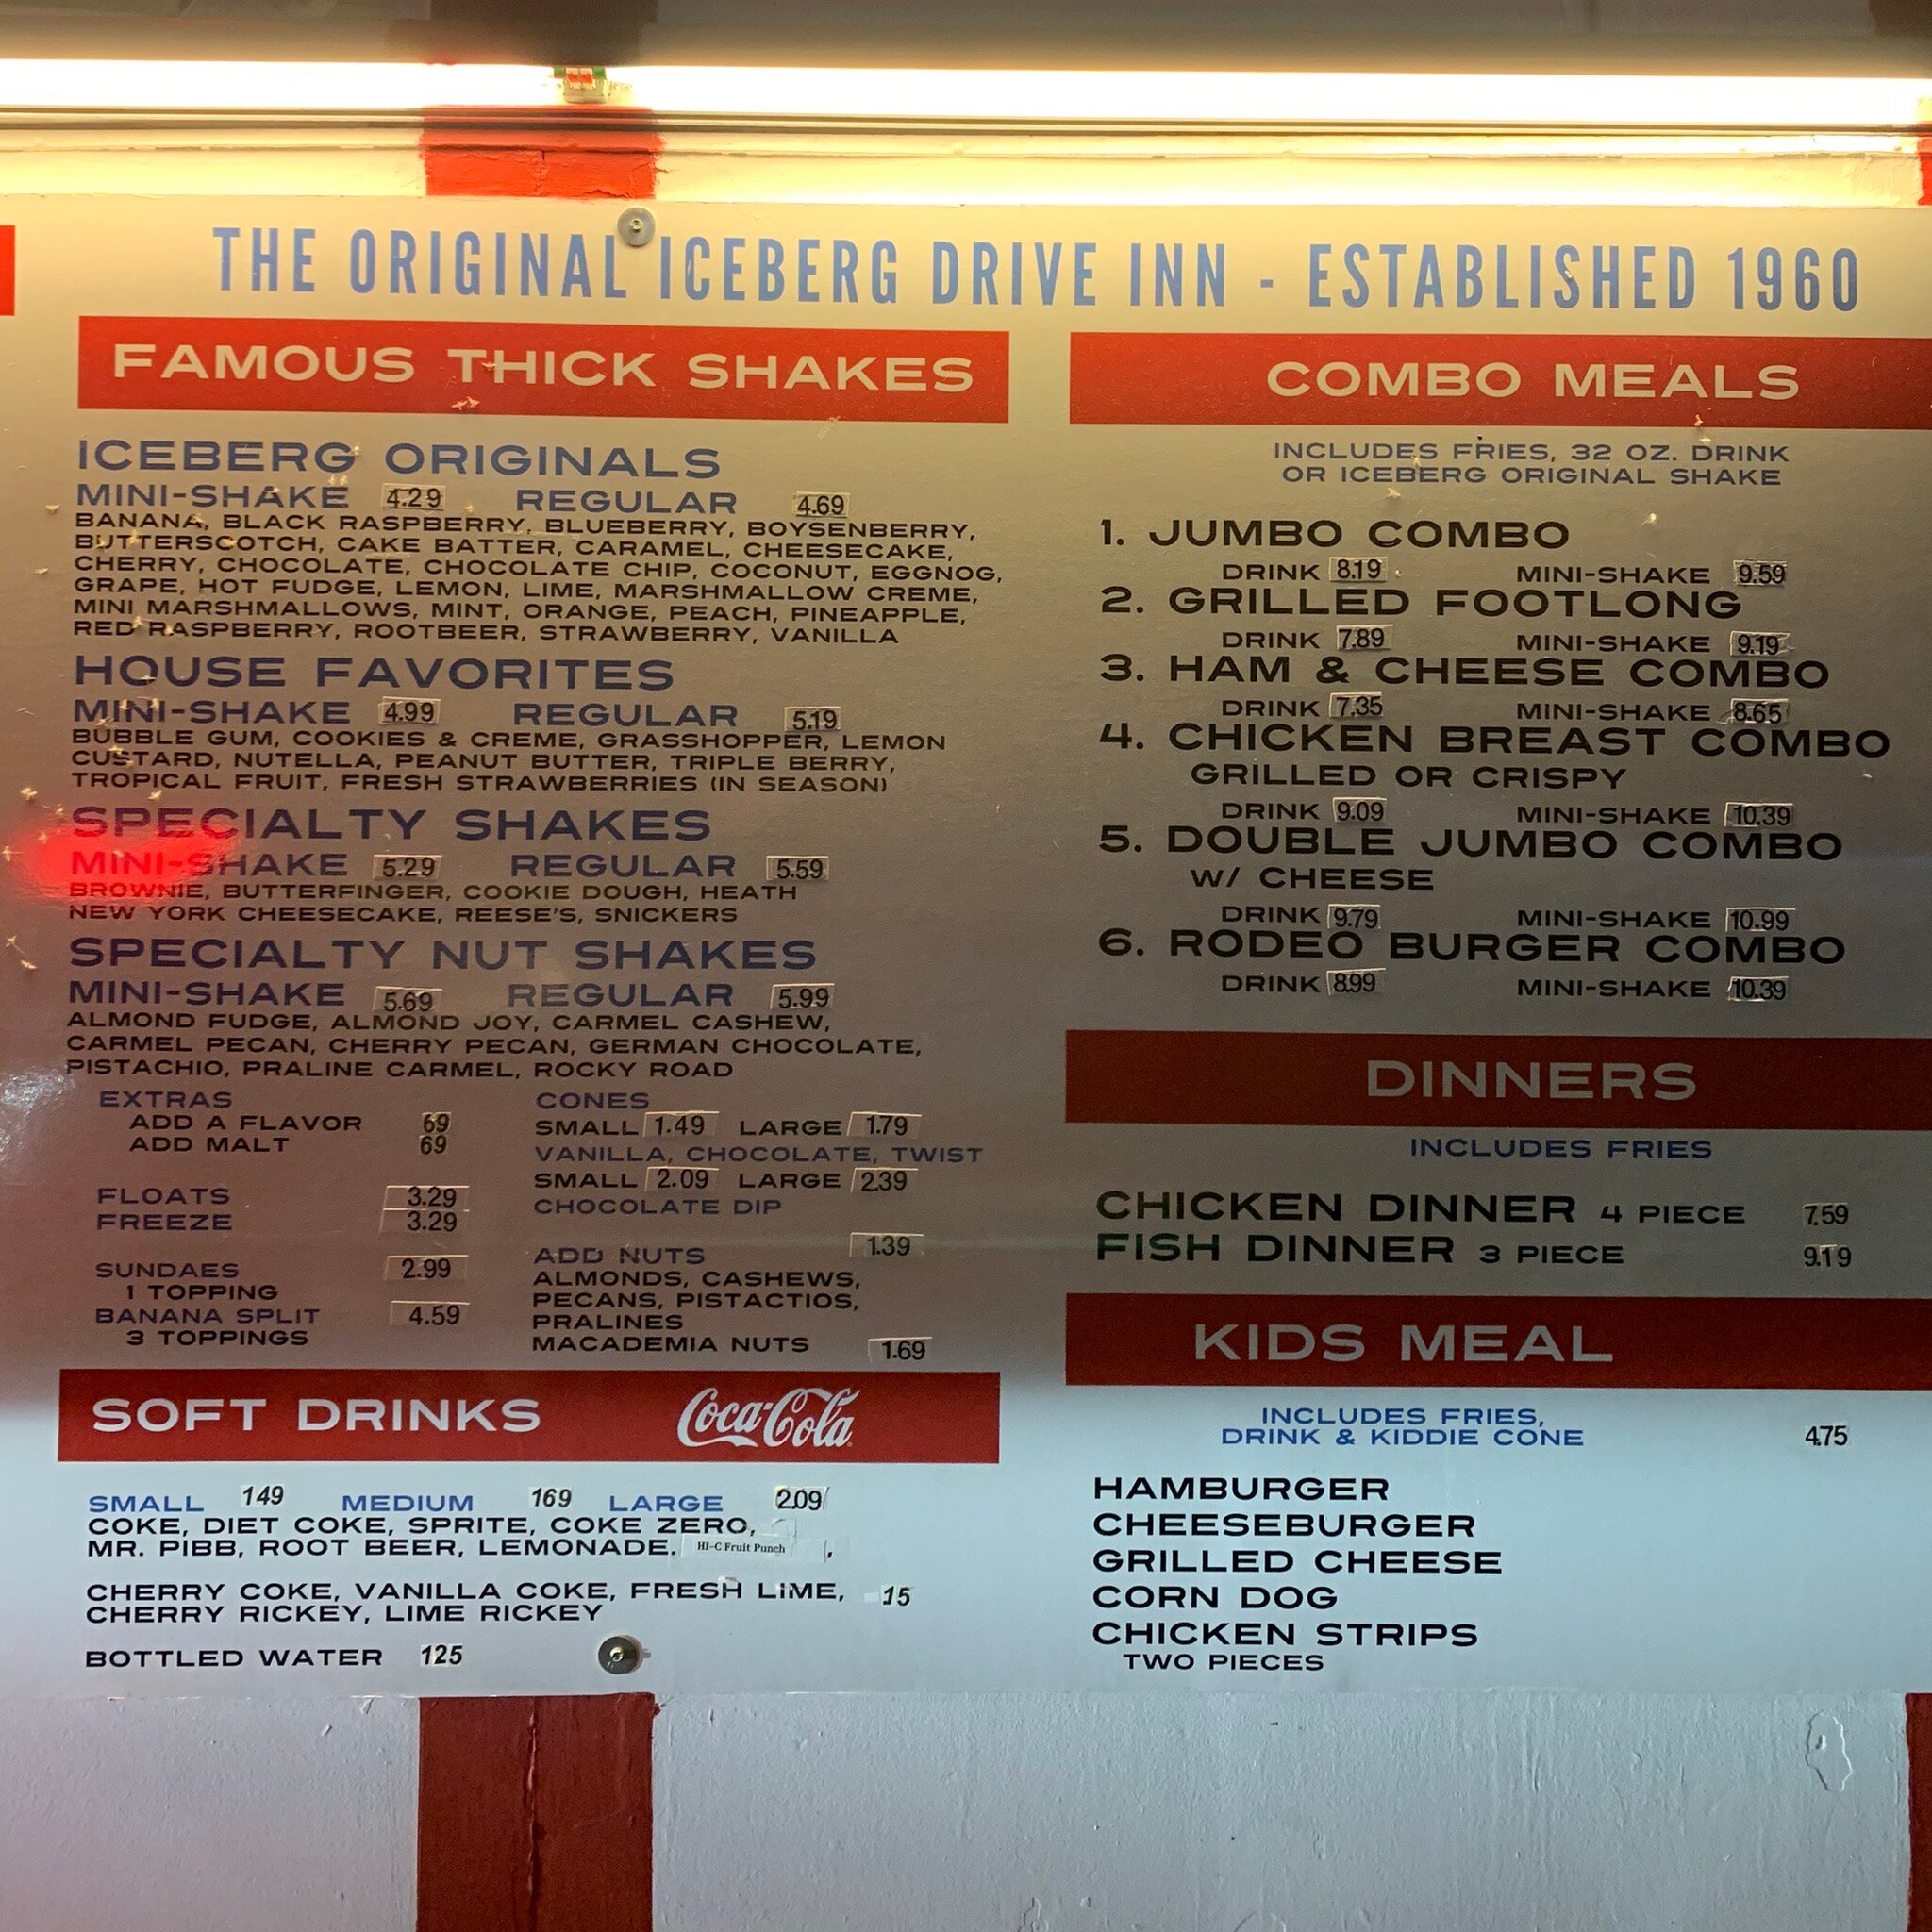 THE ORIGINAL ICEBERG DRIVE INN - ESTABLISHED 1960
FAMOUS THICK SHAKES
ICEBERG ORIGINALS
MINI-SHAKE 4.29 REGULAR 4.69
BANANA, BLACK RASPBERRY, BLUEBERRY, BOYSENBERRY,
BUTTERSCOTCH, CAKE BATTER, CARAMEL, CHEESECAKE,
CHERRY, CHOCOLATE, CHOCOLATE CHIP, COCONUT, EGGNOG,
GRAPE, HOT FUDGE, LEMON, LIME, MARSHMALLOW CREME,
MINI MARSHMALLOWS, MINT, ORANGE, PEACH, PINEAPPLE,
RED RASPBERRY, ROOTBEER, STRAWBERRY, VANILLA
HOUSE FAVORITES
MINI-SHAKE 4.99 REGULAR 5.19
BUBBLE GUM, COOKIES & CREME, GRASSHOPPER, LEMON
CUSTARD, NUTELLA, PEANUT BUTTER, TRIPLE BERRY,
TROPICAL FRUIT, FRESH STRAWBERRIES (IN SEASON)
SPECIALTY SHAKES
MINI-SHAKE 5.29 REGULAR 5.59
BROWNIE, BUTTERFINGER, COOKIE DOUGH, HEATH
NEW YORK CHEESECAKE, REESE'S, SNICKERS
SPECIALTY NUT SHAKES
MINI-SHAKE 5.69 REGULAR 5.99
ALMOND FUDGE, ALMOND JOY, CARMEL CASHEW,
CARMEL PECAN, CHERRY PECAN, GERMAN CHOCOLATE,
PISTACHIO, PRALINE CARMEL, ROCKY ROAD
EXTRAS
ADD A FLAVOR 69
ADD MALT 69
FLOATS 3.29
FREEZE 3.29
SUNDAES 2.99
1 TOPPING
BANANA SPLIT 4.59
3 TOPPINGS
CONES
SMALL 1.49 LARGE 1.79
VANILLA, CHOCOLATE, TWIST
SMALL 2.09 LARGE 2.39
CHOCOLATE DIP
ADD NUTS 1.39
ALMONDS, CASHEWS,
PECANS, PISTACTIOS,
PRALINES
MACADEMIA NUTS 1.69
SOFT DRINKS Coca-Cola
SMALL 149 MEDIUM 169 LARGE 2.09
COKE, DIET COKE, SPRITE, COKE ZERO,
MR. PIBB, ROOT BEER, LEMONADE. HI-C Fruit Punch ,
CHERRY COKE, VANILLA COKE, FRESH LIME, 15
CHERRY RICKEY, LIME RICKEY
BOTTLED WATER 125
COMBO MEALS
INCLUDES FRIES, 32 OZ. DRINK
OR ICEBERG ORIGINAL SHAKE
1. JUMBO COMBO
DRINK 8.19 MINI-SHAKE 9.59
2. GRILLED FOOTLONG
DRINK 7.89 MINI-SHAKE 9.19
3. HAM & CHEESE COMBO
DRINK 7.35 MINI-SHAKE 8.65
4. CHICKEN BREAST COMBO
GRILLED OR CRISPY
DRINK 9.09 MINI-SHAKE 10.39
5. DOUBLE JUMBO COMBO
W/ CHEESE
DRINK 9.79 MINI-SHAKE 10.99
6. RODEO BURGER COMBO
DRINK 8.99 MINI-SHAKE 10.39
DINNERS
INCLUDES FRIES
CHICKEN DINNER 4 PIECE 7.59
FISH DINNER 3 PIECE 9.19
KIDS MEAL
INCLUDES FRIES,
DRINK & KIDDIE CONE 4.75
HAMBURGER
CHEESEBURGER
GRILLED CHEESE
CORN DOG
CHICKEN STRIPS
TWO PIECES